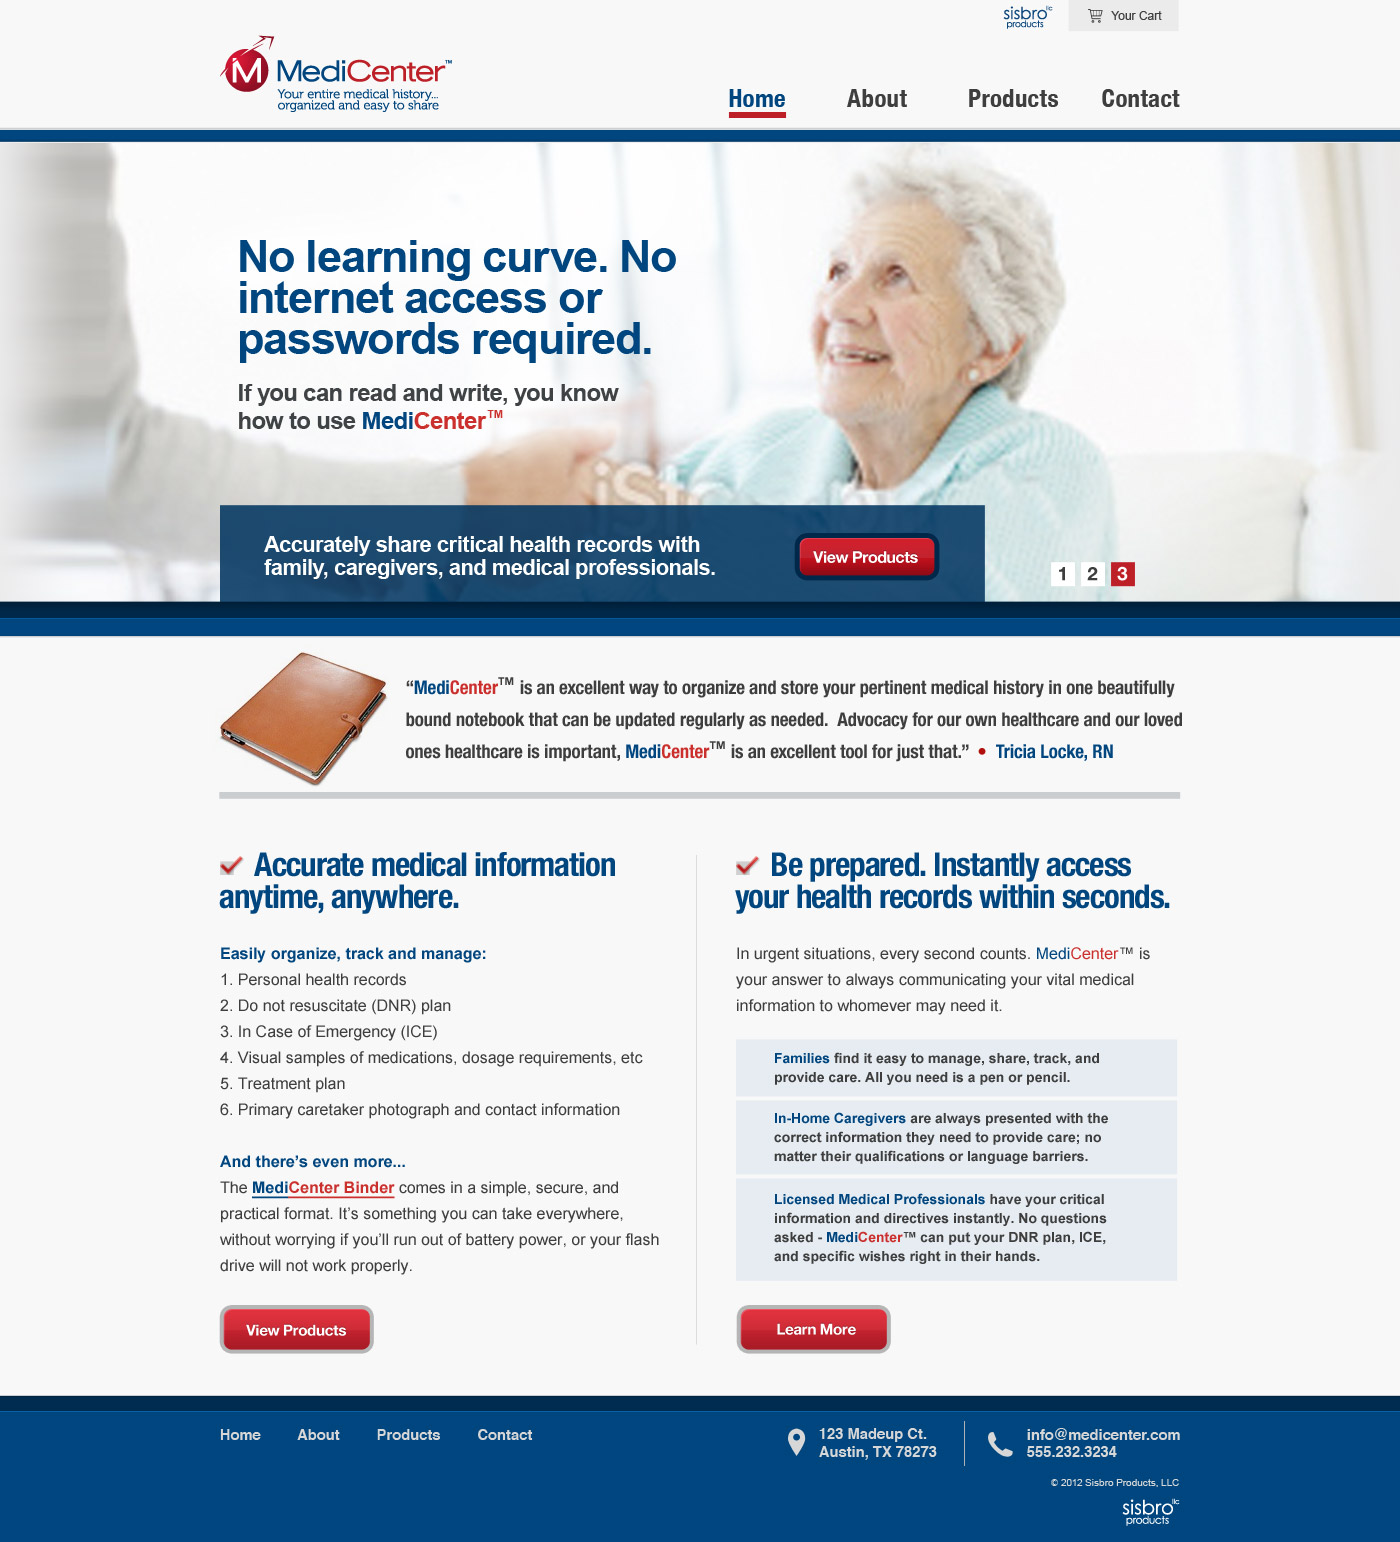 sisbro llc
products
Your Cart
M MediCenter™
Your entire medical history...
organized and easy to share
Home About Products Contact
No learning curve. No
internet access or
passwords required.
If you can read and write, you know
how to use MediCenter™
Accurately share critical health records with
family, caregivers, and medical professionals.
View Products
1 2 3
“MediCenter™ is an excellent way to organize and store your pertinent medical history in one beautifully
bound notebook that can be updated regularly as needed.  Advocacy for our own healthcare and our loved
ones healthcare is important, MediCenter™ is an excellent tool for just that.” • Tricia Locke, RN
Accurate medical information
anytime, anywhere.
Easily organize, track and manage:
1. Personal health records
2. Do not resuscitate (DNR) plan
3. In Case of Emergency (ICE)
4. Visual samples of medications, dosage requirements, etc
5. Treatment plan
6. Primary caretaker photograph and contact information
And there’s even more...
The MediCenter Binder comes in a simple, secure, and
practical format. It’s something you can take everywhere,
without worrying if you’ll run out of battery power, or your flash
drive will not work properly.
View Products
Be prepared. Instantly access
your health records within seconds.
In urgent situations, every second counts. MediCenter™ is
your answer to always communicating your vital medical
information to whomever may need it.
Families find it easy to manage, share, track, and
provide care. All you need is a pen or pencil.
In-Home Caregivers are always presented with the
correct information they need to provide care; no
matter their qualifications or language barriers.
Licensed Medical Professionals have your critical
information and directives instantly. No questions
asked - MediCenter™ can put your DNR plan, ICE,
and specific wishes right in their hands.
Learn More
Home About Products Contact
123 Madeup Ct.
Austin, TX 78273
info@medicenter.com
555.232.3234
© 2012 Sisbro Products, LLC
sisbro llc
products